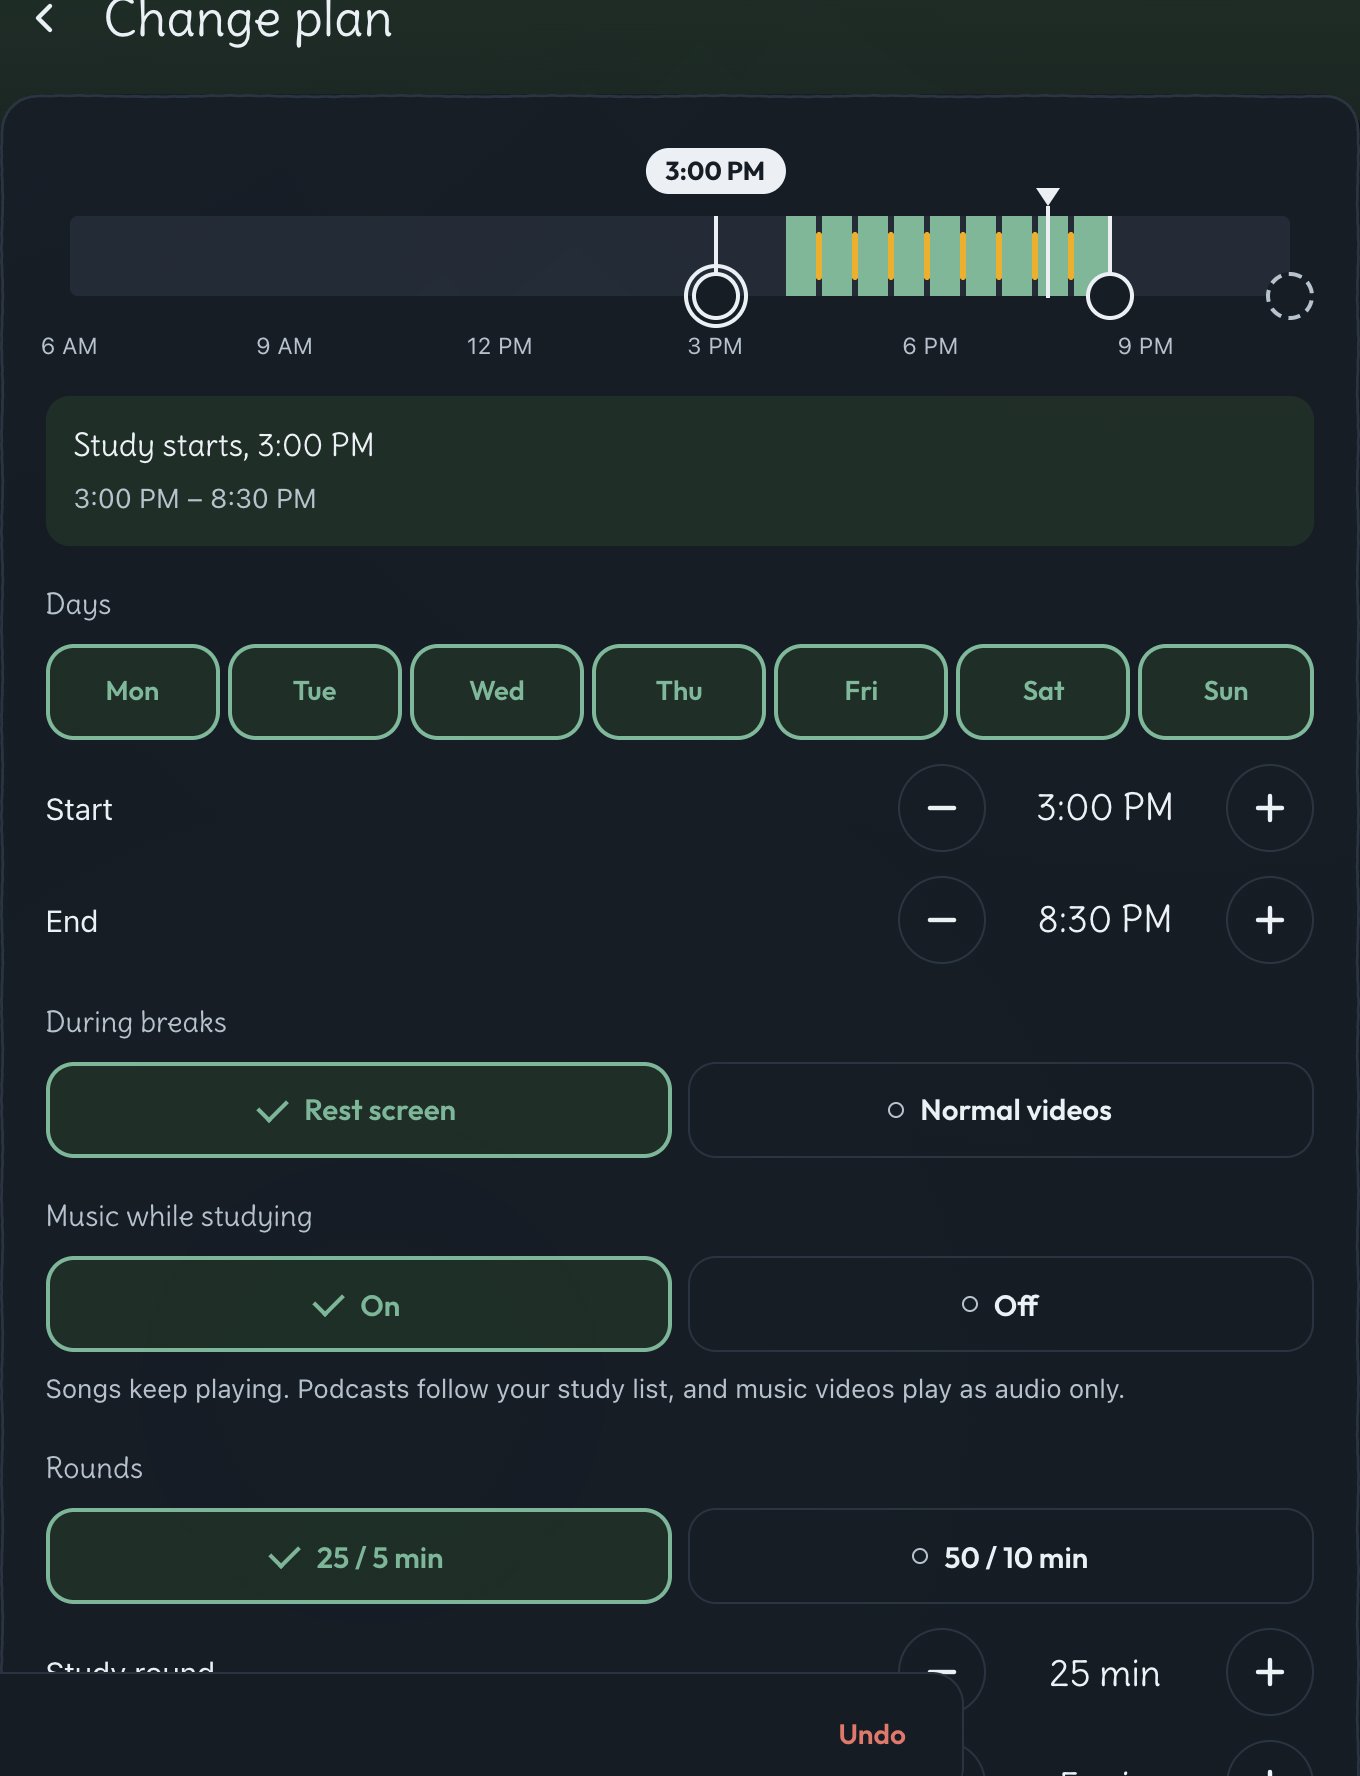 Change plan
3:00 PM
6 AM 9 AM 12 PM 3 PM 6 PM 9 PM
Study starts, 3:00 PM
3:00 PM – 8:30 PM
Days
Mon Tue Wed Thu Fri Sat Sun
Start 3:00 PM
End 8:30 PM
During breaks
Rest screen Normal videos
Music while studying
On Off
Songs keep playing. Podcasts follow your study list, and music videos play as audio only.
Rounds
25 / 5 min 50 / 10 min
Study round 25 min
Undo